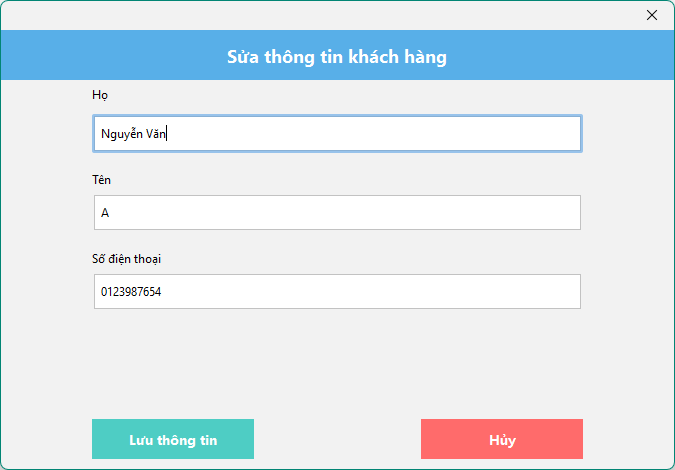 Sửa thông tin khách hàng
Họ
Nguyễn Văn
Tên
A
Số điện thoại
0123987654
Lưu thông tin
Hủy